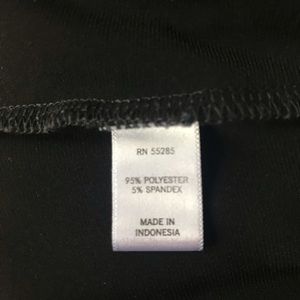 RN 55285
95% POLYESTER
5% SPANDEX
MADE IN
INDONESIA